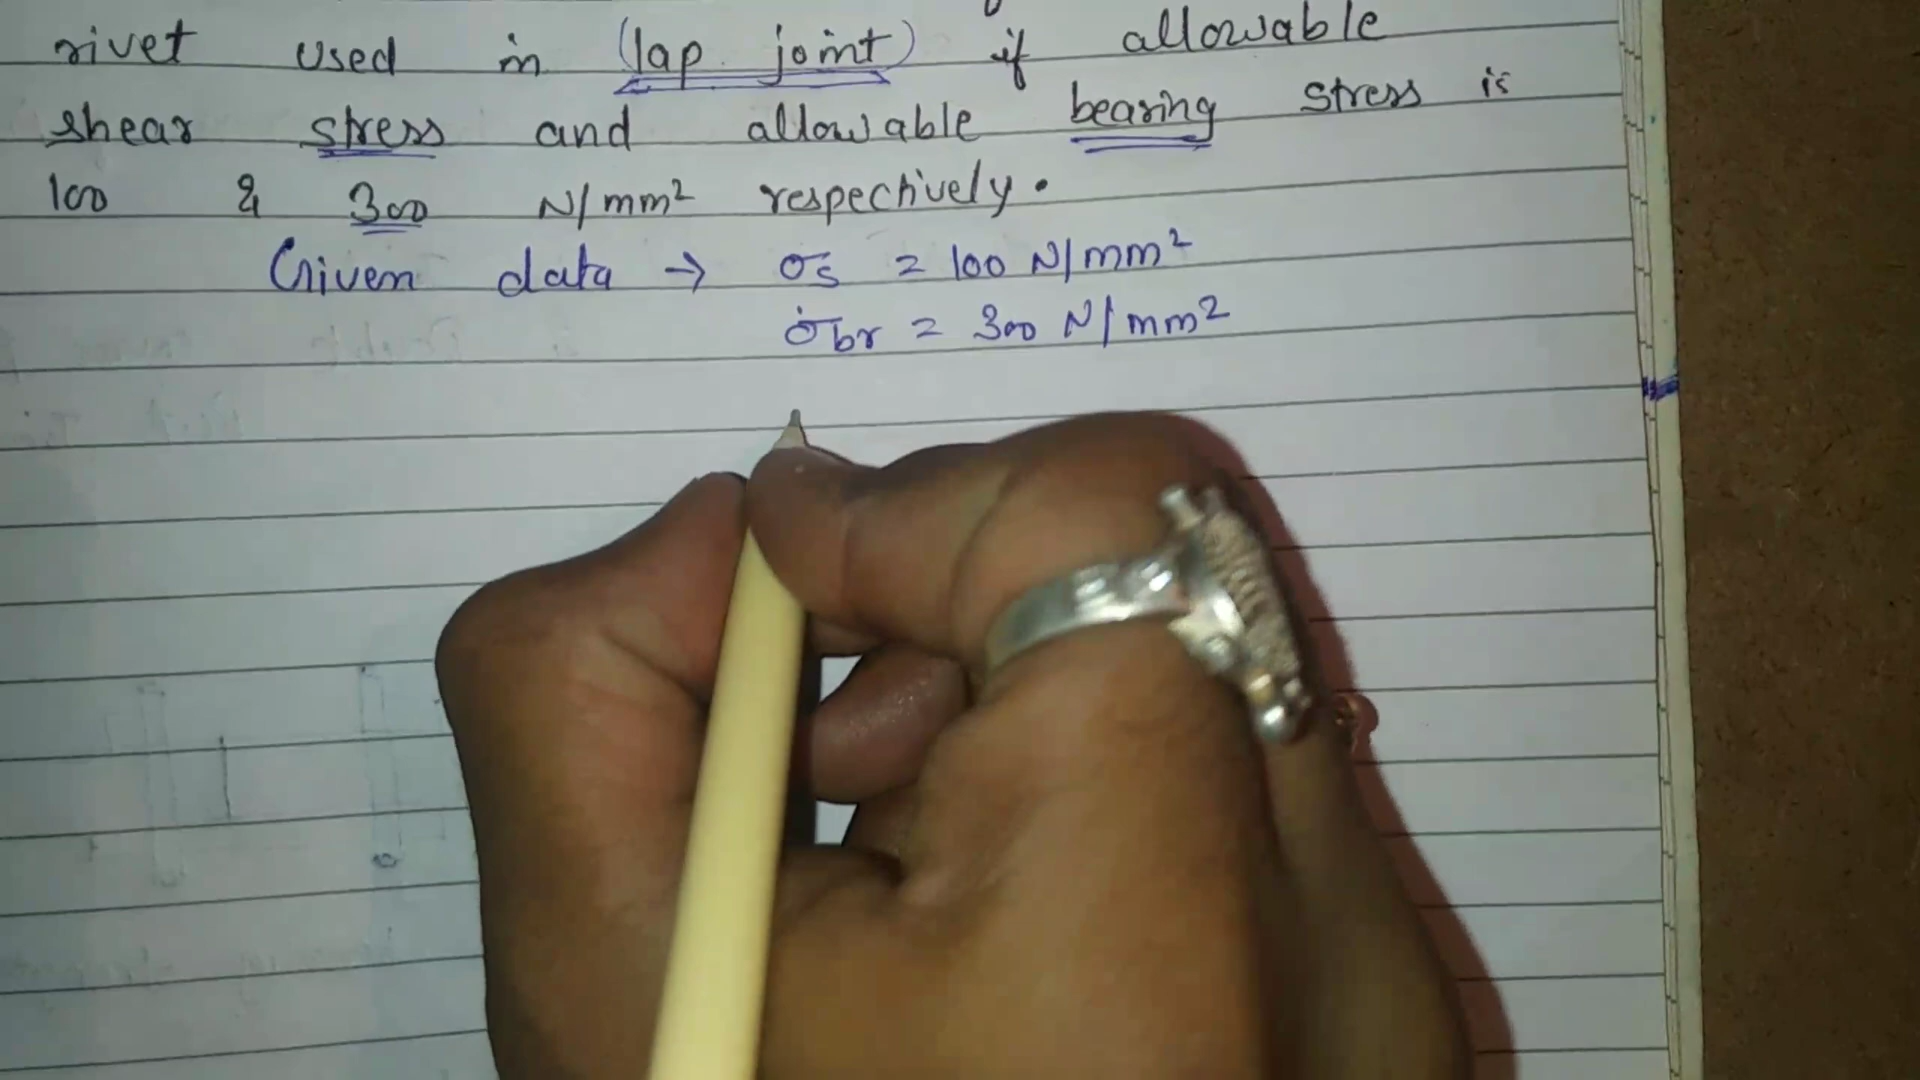 rivet used in (lap joint) if allowable
shear stress and allowable bearing stress is
100 & 300 N/mm² respectively.
Given data → σs = 100 N/mm²
σbr = 300 N/mm²